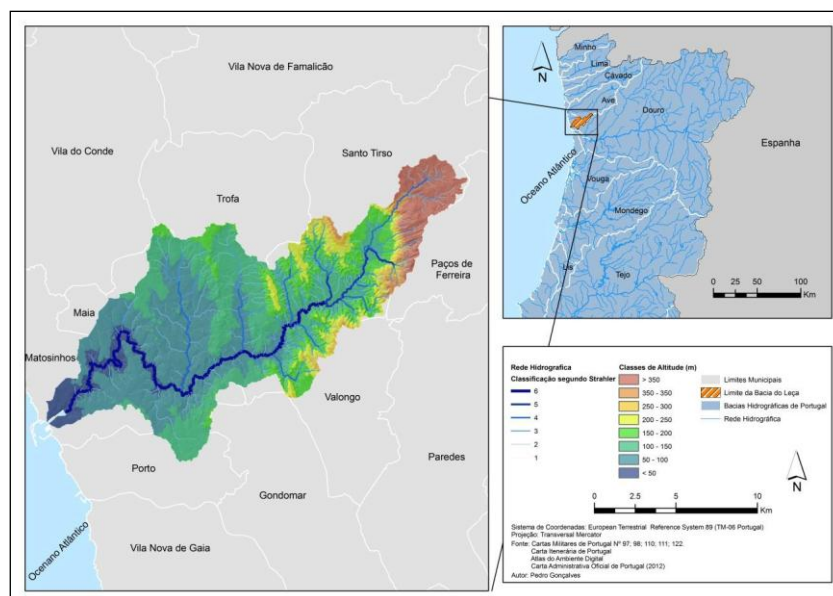 Vila Nova de Famalicão
Vila do Conde
Santo Tirso
Trofa
Paços de
Ferreira
Maia
Matosinhos
Valongo
Porto
Paredes
Gondomar
Vila Nova de Gaia
Ocenano Atlântico
N
Minho
Lima
Cávado
Ave
Douro
Espanha
Oceano Atlântico
Vouga
Mondego
Lis
Tejo
0 25 50 100
Km
Rede Hidrografica
Classificação segundo Strahler
6
5
4
3
2
1
Classes de Altitude (m)
> 350
350 - 350
250 - 300
200 - 250
150 - 200
100 - 150
50 - 100
< 50
Limites Municipais
Limite da Bacia do Leça
Bacias Hidrográficas de Portugal
Rede Hidrográfica
N
0 2.5 5 10
Km
Sistema de Coordenadas: European Terrestrial Reference System 89 (TM-06 Portugal)
Projeção: Transversal Mercator
Fonte: Cartas Militares de Portugal Nº 97; 98; 110; 111; 122
Carta Itenerária de Portugal
Atlas do Ambiente Digital
Carta Administrativa Oficial de Portugal (2012)
Autor: Pedro Gonçalves